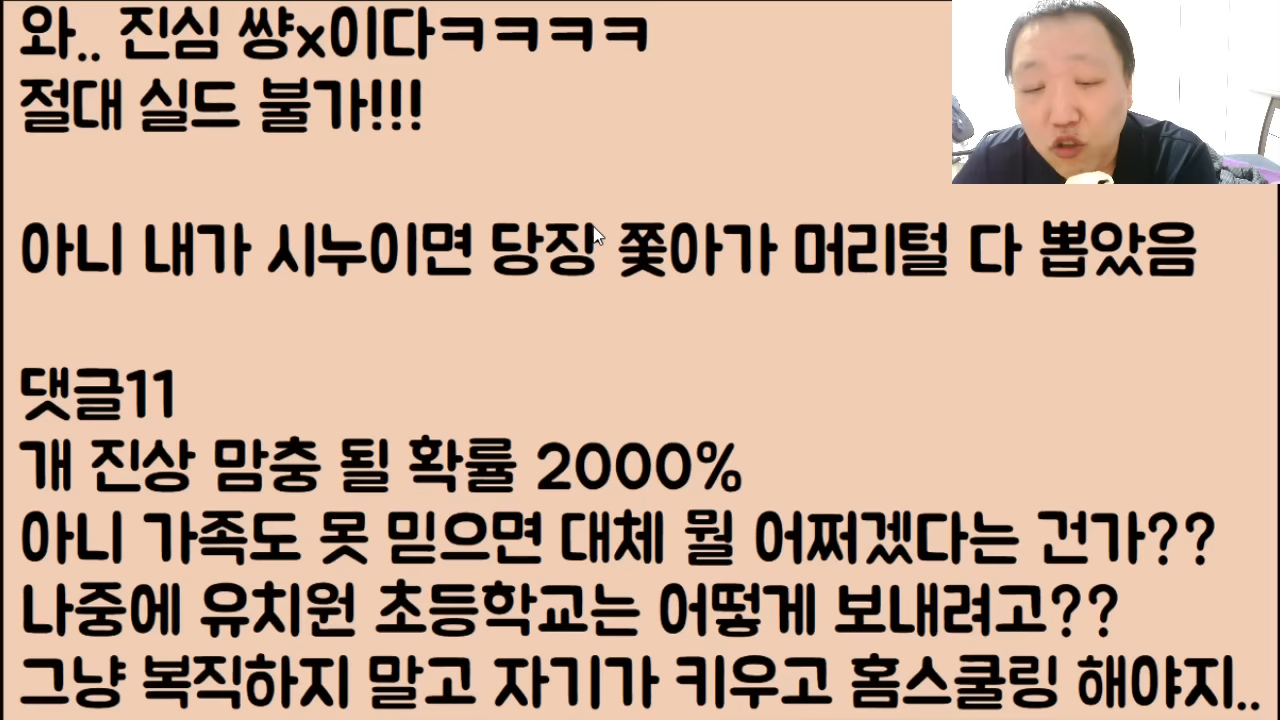 와.. 진심 썅x이다ㅋㅋㅋㅋ
절대 실드 불가!!!
아니 내가 시누이면 당장 쫓아가 머리털 다 뽑았음
댓글11
개 진상 맘충 될 확률 2000%
아니 가족도 못 믿으면 대체 뭘 어쩌겠다는 건가??
나중에 유치원 초등학교는 어떻게 보내려고??
그냥 복직하지 말고 자기가 키우고 홈스쿨링 해야지..